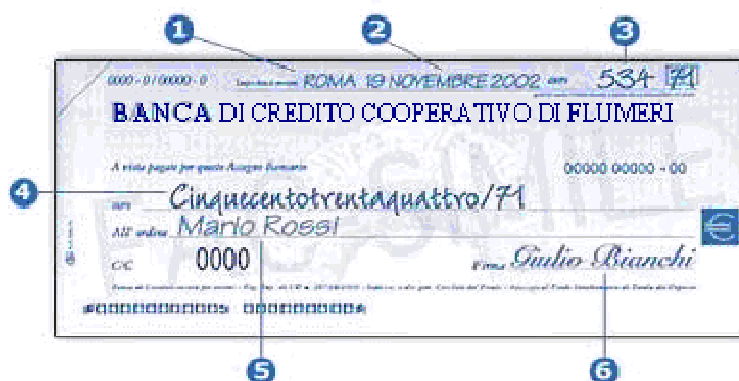 1 2 3
0000 - 0 / 00000 - 0 ROMA 19 NOVEMBRE 2002 534 71
BANCA DI CREDITO COOPERATIVO DI FLUMERI
A vista pagate per questo Assegno Bancario 00000 00000 - 00
FAC-SIMILE
4 Cinquecentotrentaquattro/71
All' ordine Mario Rossi €
C/C 0000 Firma Giulio Bianchi
5 6